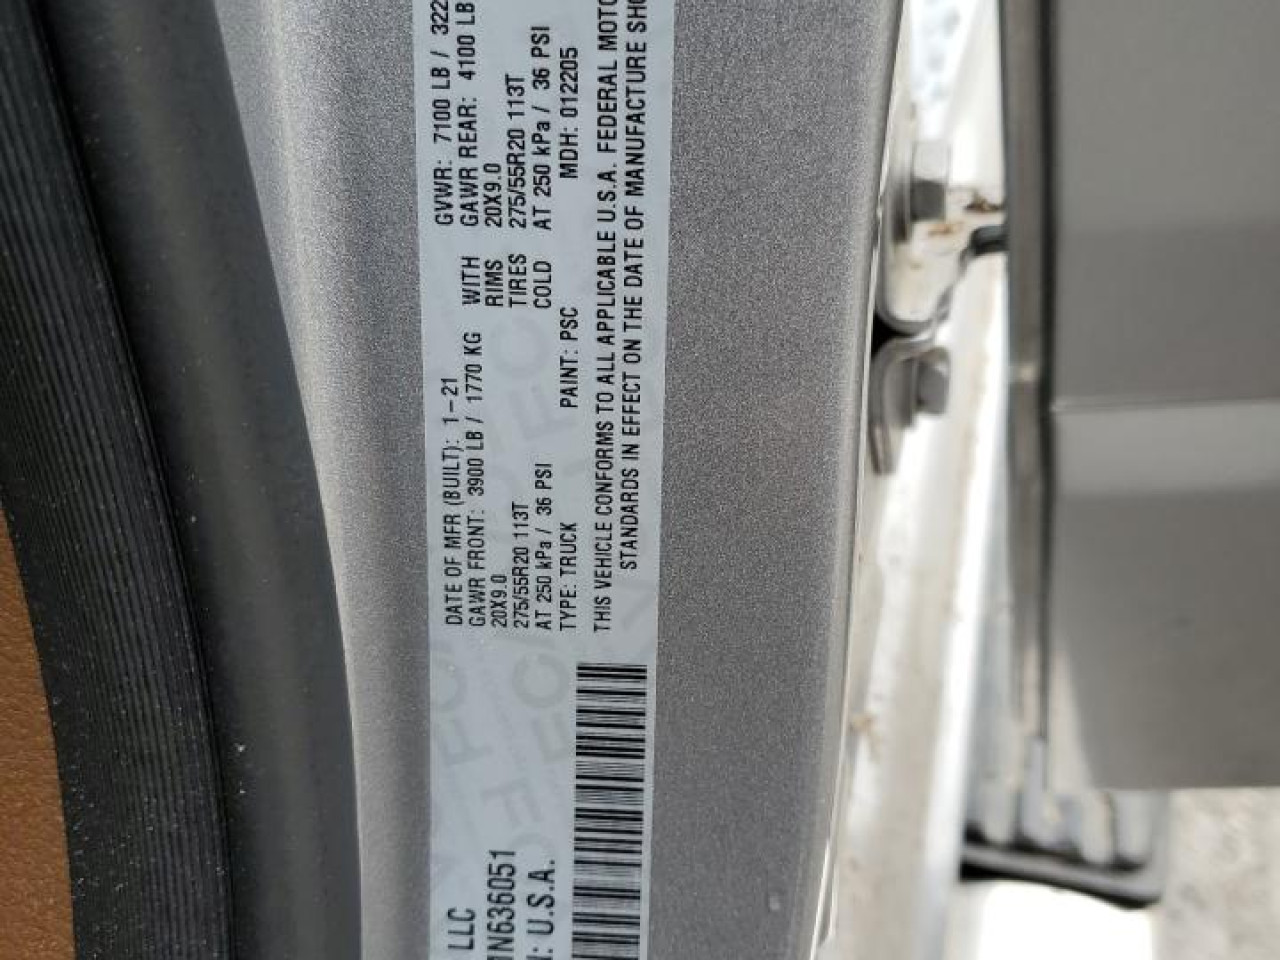 LLC
DATE OF MFR (BUILT): 1-21 GVWR: 7100 LB / 322
GAWR FRONT: 3900 LB / 1770 KG WITH GAWR REAR: 4100 LB
20X9.0 RIMS 20X9.0
275/55R20 113T TIRES 275/55R20 113T
AT 250 kPa / 36 PSI COLD AT 250 kPa / 36 PSI
TYPE: TRUCK PAINT: PSC MDH: 012205
THIS VEHICLE CONFORMS TO ALL APPLICABLE U.S.A. FEDERAL MOTO
STANDARDS IN EFFECT ON THE DATE OF MANUFACTURE SHO
1N636051
: U.S.A.